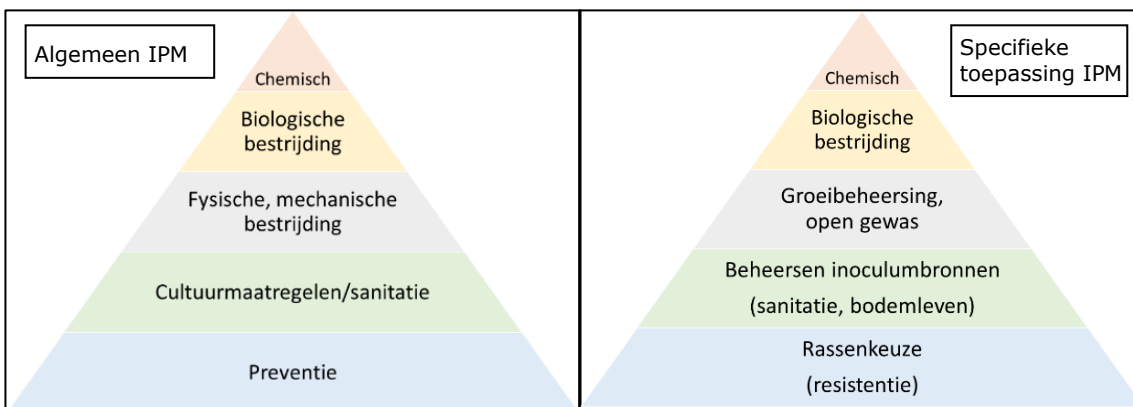 Algemeen IPM
Chemisch
Biologische
bestrijding
Fysische, mechanische
bestrijding
Cultuurmaatregelen/sanitatie
Preventie
Specifieke
toepassing IPM
Chemisch
Biologische
bestrijding
Groeibeheersing,
open gewas
Beheersen inoculumbronnen
(sanitatie, bodemleven)
Rassenkeuze
(resistentie)